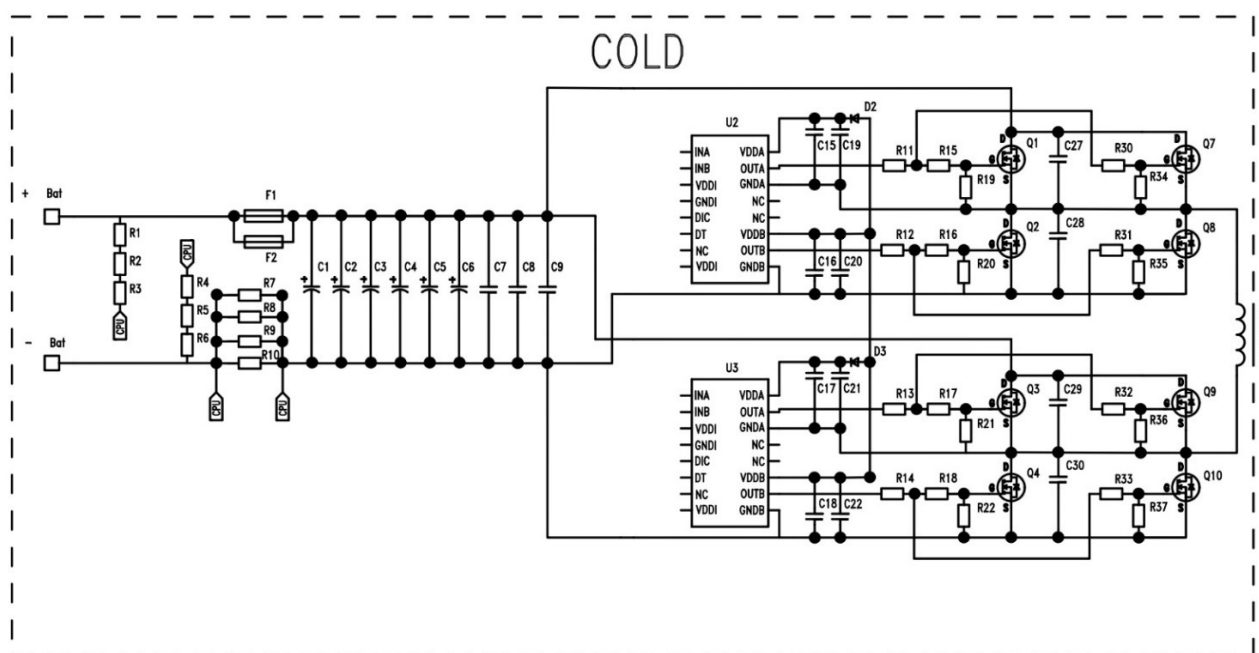 COLD
D2
U2
C15 C19
INA VDDA
INB OUTA
VDDI GNDA
GNDI NC
DIC NC
DT VDDB
NC OUTB
VDDI GNDB
C16 C20
R11 R15
R19
D
G
S
Q1
C27
R30
R34
D
G
S
Q7
R12 R16
R20
D
G
S
Q2
C28
R31
R35
D
G
S
Q8
+ Bat
R1
R2
R3
CPU
CPU
R4
R5
R6
F1
F2
R7
R8
R9
R10
CPU CPU
C1 C2 C3 C4 C5 C6 C7 C8 C9
+ + + + + +
- Bat
D3
U3
C17 C21
INA VDDA
INB OUTA
VDDI GNDA
GNDI NC
DIC NC
DT VDDB
NC OUTB
VDDI GNDB
C18 C22
R13 R17
R21
D
G
S
Q3
C29
R32
R36
D
G
S
Q9
R14 R18
R22
D
G
S
Q4
C30
R33
R37
D
G
S
Q10